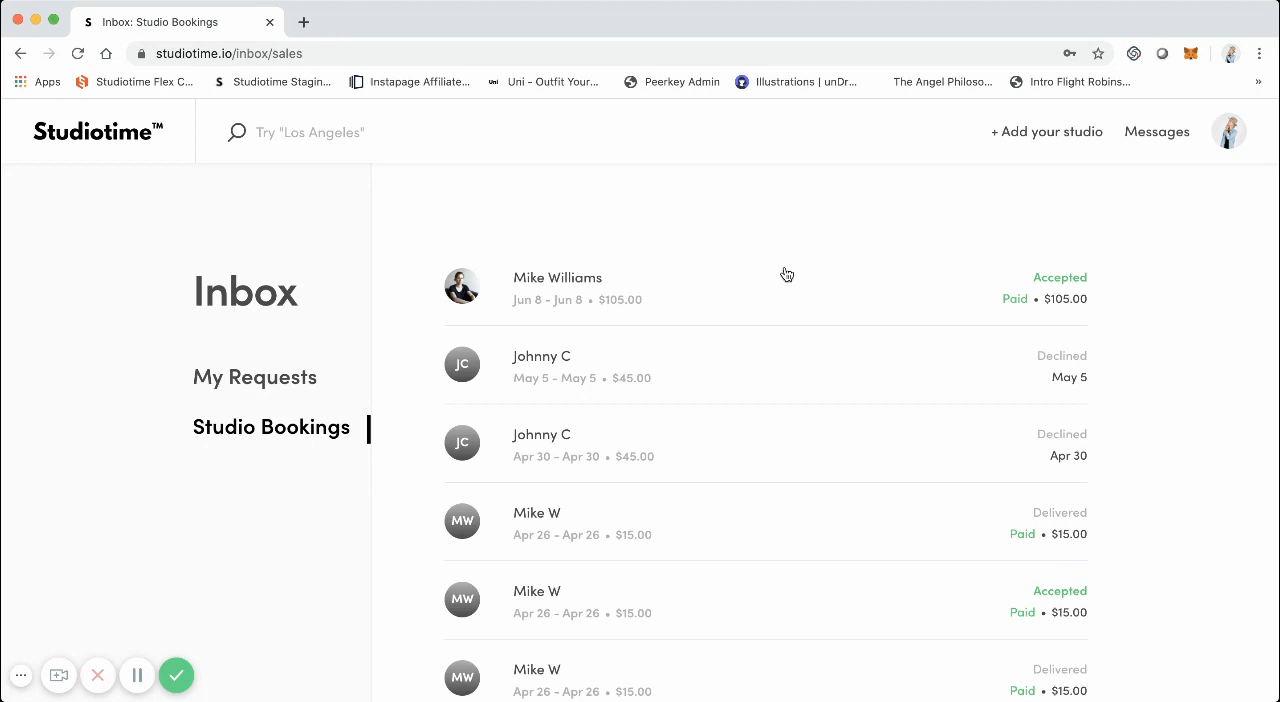 S Inbox: Studio Bookings
studiotime.io/inbox/sales
Apps Studiotime Flex C... S Studiotime Staging... Instapage Affiliate... Uni Uni - Outfit Your... Peerkey Admin Illustrations | unDr... The Angel Philoso... Intro Flight Robins... »
Studiotime™ Try "Los Angeles" + Add your studio Messages
Inbox
My Requests
Studio Bookings
Mike Williams Accepted
Jun 8 - Jun 8 • $105.00 Paid • $105.00
JC Johnny C Declined
May 5 - May 5 • $45.00 May 5
JC Johnny C Declined
Apr 30 - Apr 30 • $45.00 Apr 30
MW Mike W Delivered
Apr 26 - Apr 26 • $15.00 Paid • $15.00
MW Mike W Accepted
Apr 26 - Apr 26 • $15.00 Paid • $15.00
MW Mike W Delivered
Apr 26 - Apr 26 • $15.00 Paid • $15.00